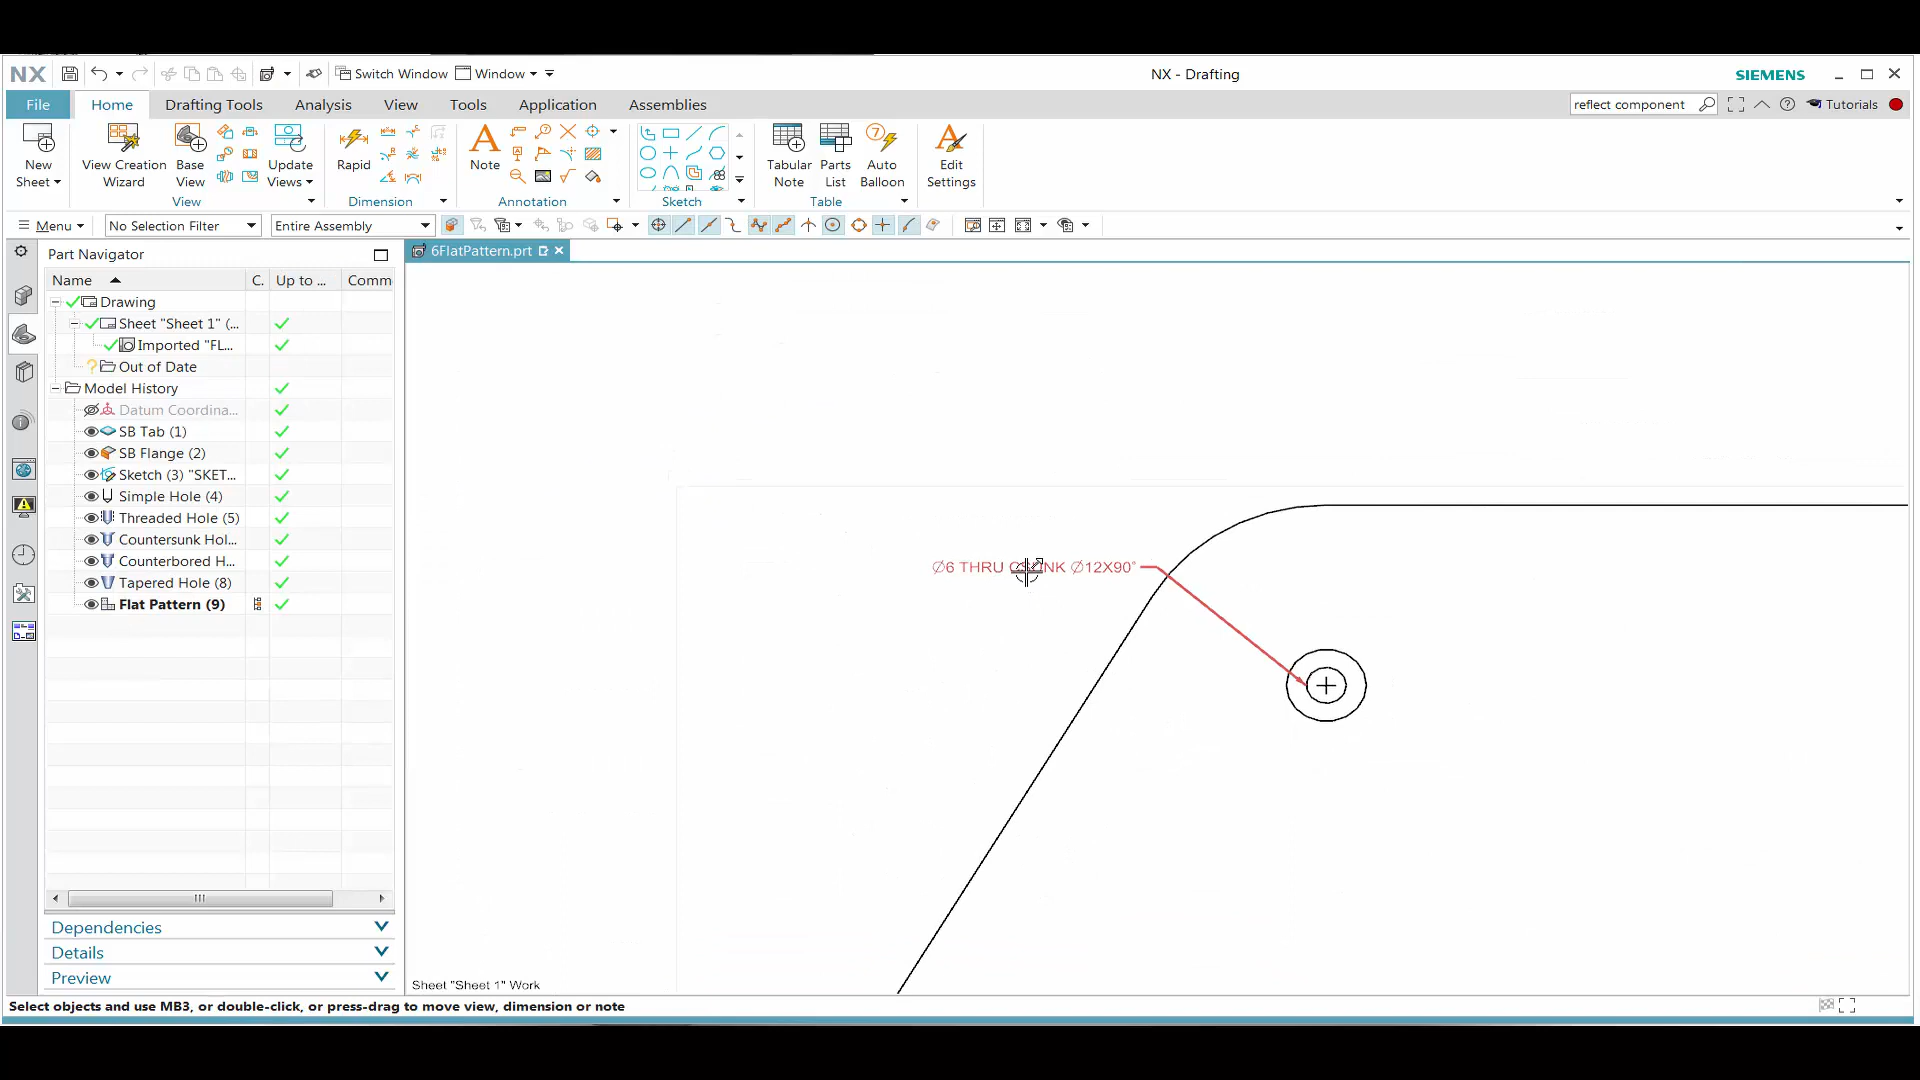 NX
Switch Window
Window
NX - Drafting
SIEMENS
File
Home
Drafting Tools
Analysis
View
Tools
Application
Assemblies
reflect component
Tutorials
New
Sheet
View Creation
Wizard
Base
View
Update
Views
View
Rapid
Dimension
Note
Annotation
Sketch
Tabular
Note
Parts
List
7
Auto
Balloon
Table
Edit
Settings
Menu
No Selection Filter
Entire Assembly
Part Navigator
6FlatPattern.prt
Name
C.
Up to ...
Comm
Drawing
Sheet "Sheet 1" (...
Imported "FL...
Out of Date
Model History
Datum Coordina...
SB Tab (1)
SB Flange (2)
Sketch (3) "SKET...
Simple Hole (4)
Threaded Hole (5)
Countersunk Hol...
Counterbored H...
Tapered Hole (8)
Flat Pattern (9)
∅6 THRU CSUNK ∅12X90°
Dependencies
Details
Preview
Sheet "Sheet 1" Work
Select objects and use MB3, or double-click, or press-drag to move view, dimension or note